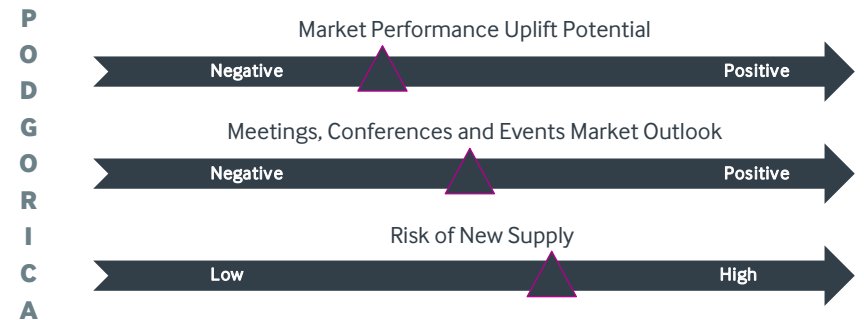 PODGORICA
Market Performance Uplift Potential
Negative Positive
Meetings, Conferences and Events Market Outlook
Negative Positive
Risk of New Supply
Low High